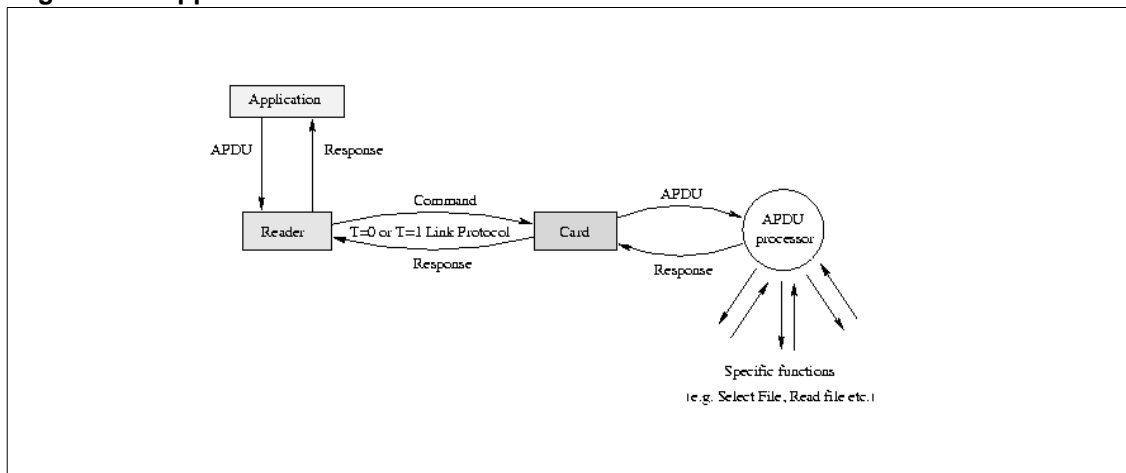 Application
APDU
Response
Command
APDU
Reader
T=0 or T=1 Link Protocol
Card
APDU
processor
Response
Response
Specific functions
(e.g. Select File, Read file etc.)